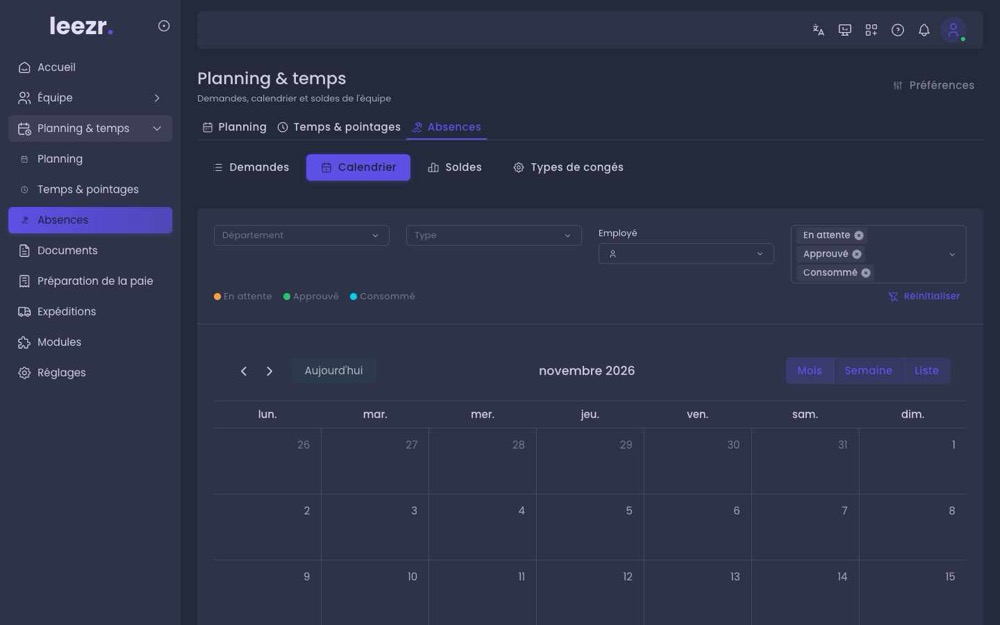 leezr.
Accueil
Équipe
Planning & temps
Planning
Temps & pointages
Absences
Documents
Préparation de la paie
Expéditions
Modules
Réglages
Planning & temps
Demandes, calendrier et soldes de l'équipe
Préférences
Planning Temps & pointages Absences
Demandes Calendrier Soldes Types de congés
Département Type Employé
En attente
Approuvé
Consommé
En attente Approuvé Consommé
Réinitialiser
Aujourd'hui novembre 2026 Mois Semaine Liste
lun. mar. mer. jeu. ven. sam. dim.
26 27 28 29 30 31 1
2 3 4 5 6 7 8
9 10 11 12 13 14 15